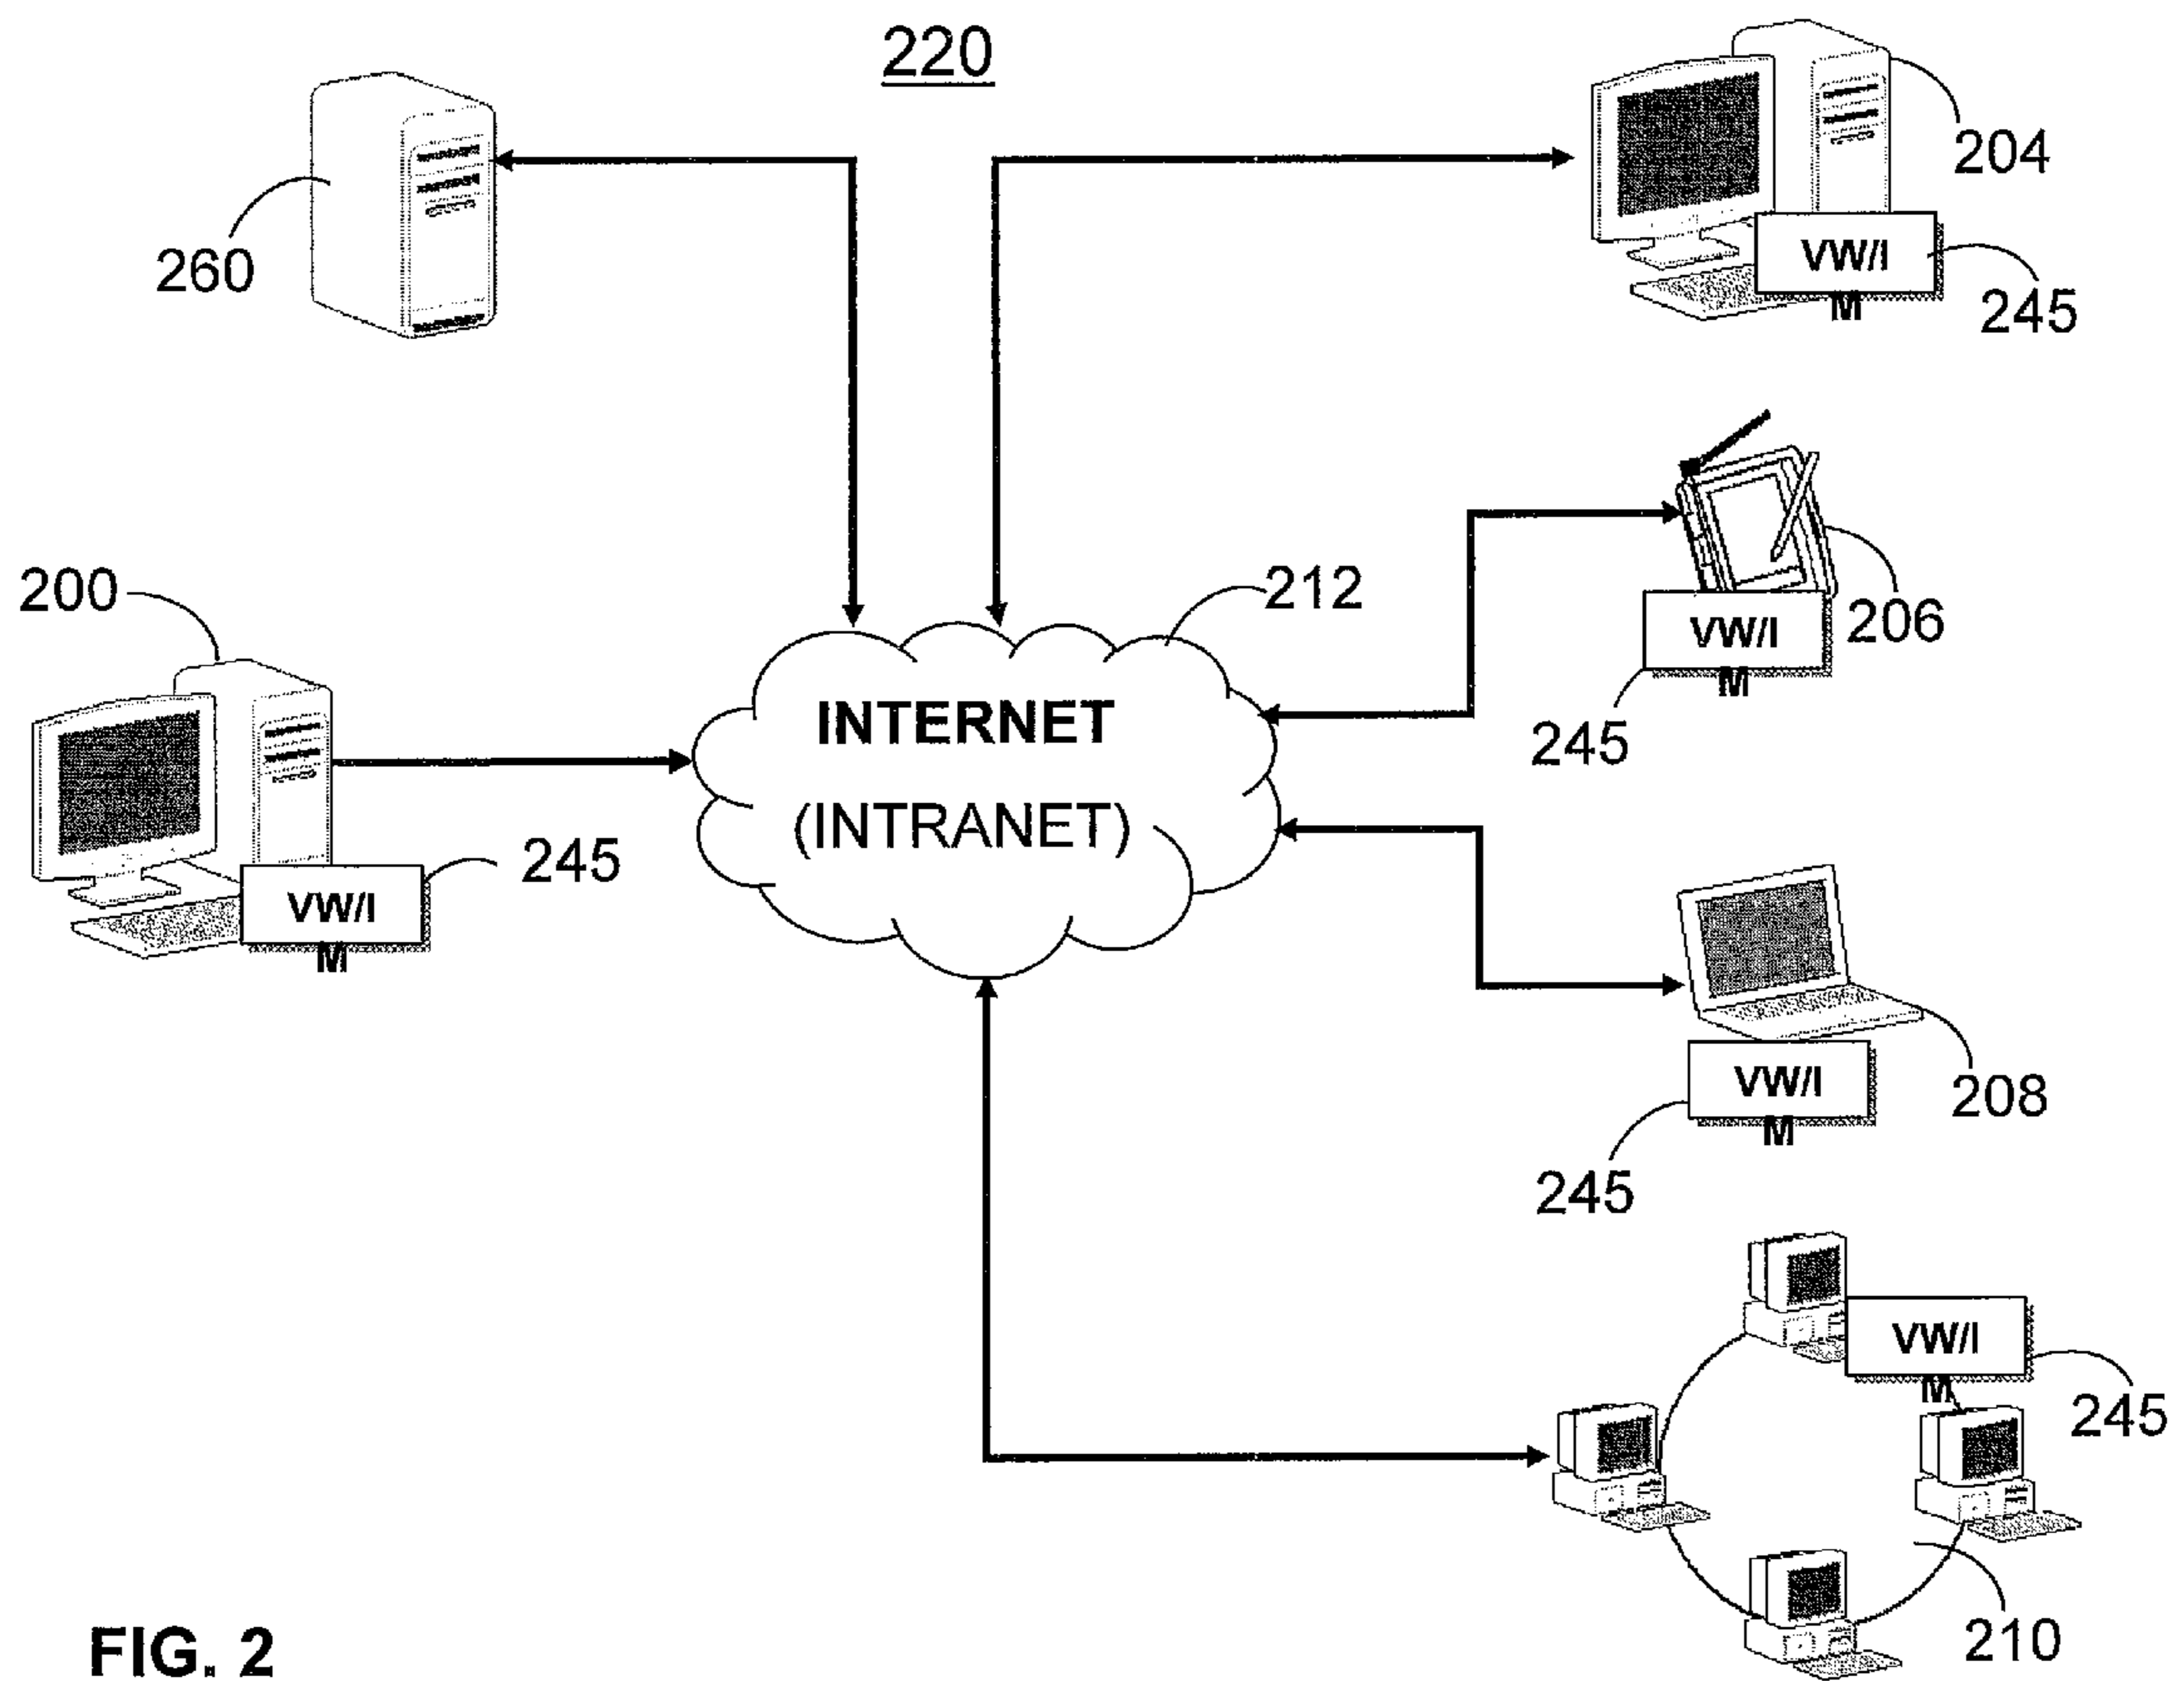 220
204
260
VW/I
M
245
206
200
212
VW/I
M
245
INTERNET
(INTRANET)
245
VW/I
M
208
VW/I
M
245
VW/I
M
245
210
FIG. 2